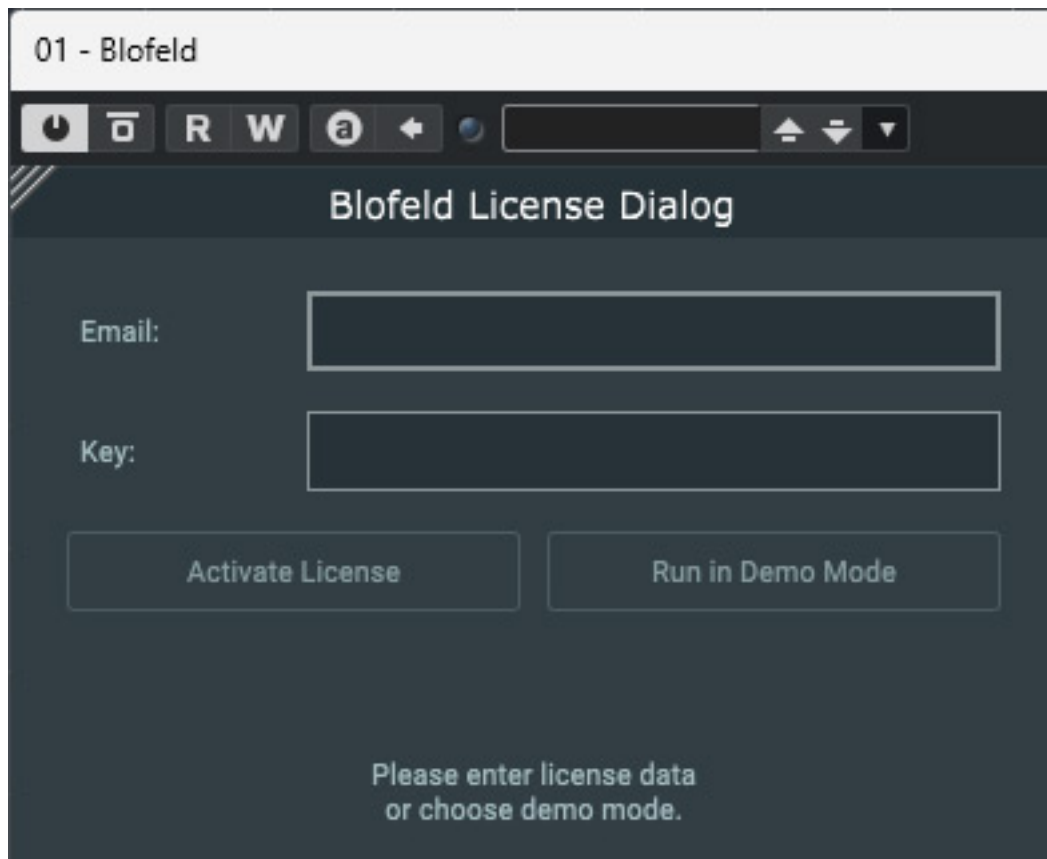 01 - Blofeld
R W a
Blofeld License Dialog
Email:
Key:
Activate License Run in Demo Mode
Please enter license data
or choose demo mode.